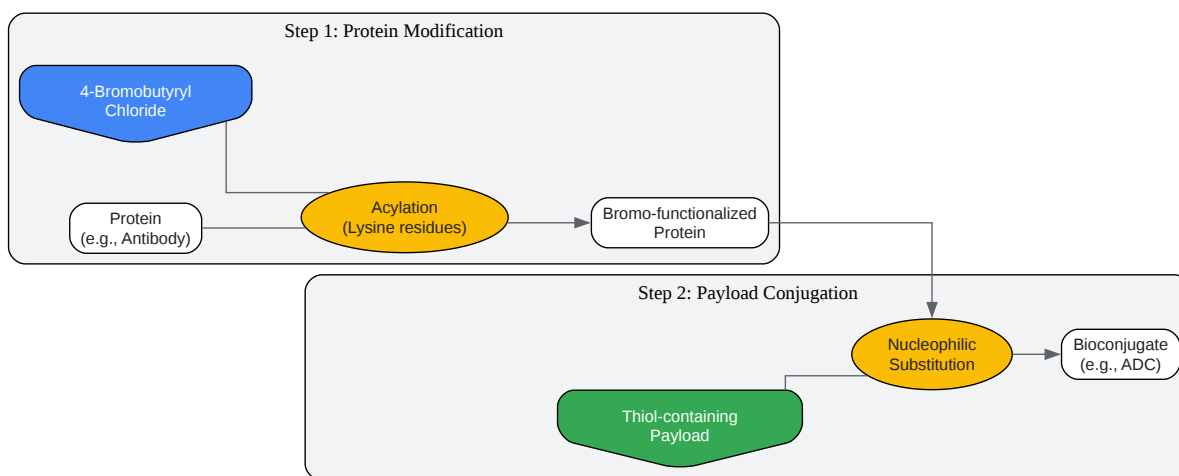 Step 1: Protein Modification
4-Bromobutyryl
Chloride
Protein
(e.g., Antibody)
Acylation
(Lysine residues)
Bromo-functionalized
Protein
Step 2: Payload Conjugation
Nucleophilic
Substitution
Bioconjugate
(e.g., ADC)
Thiol-containing
Payload